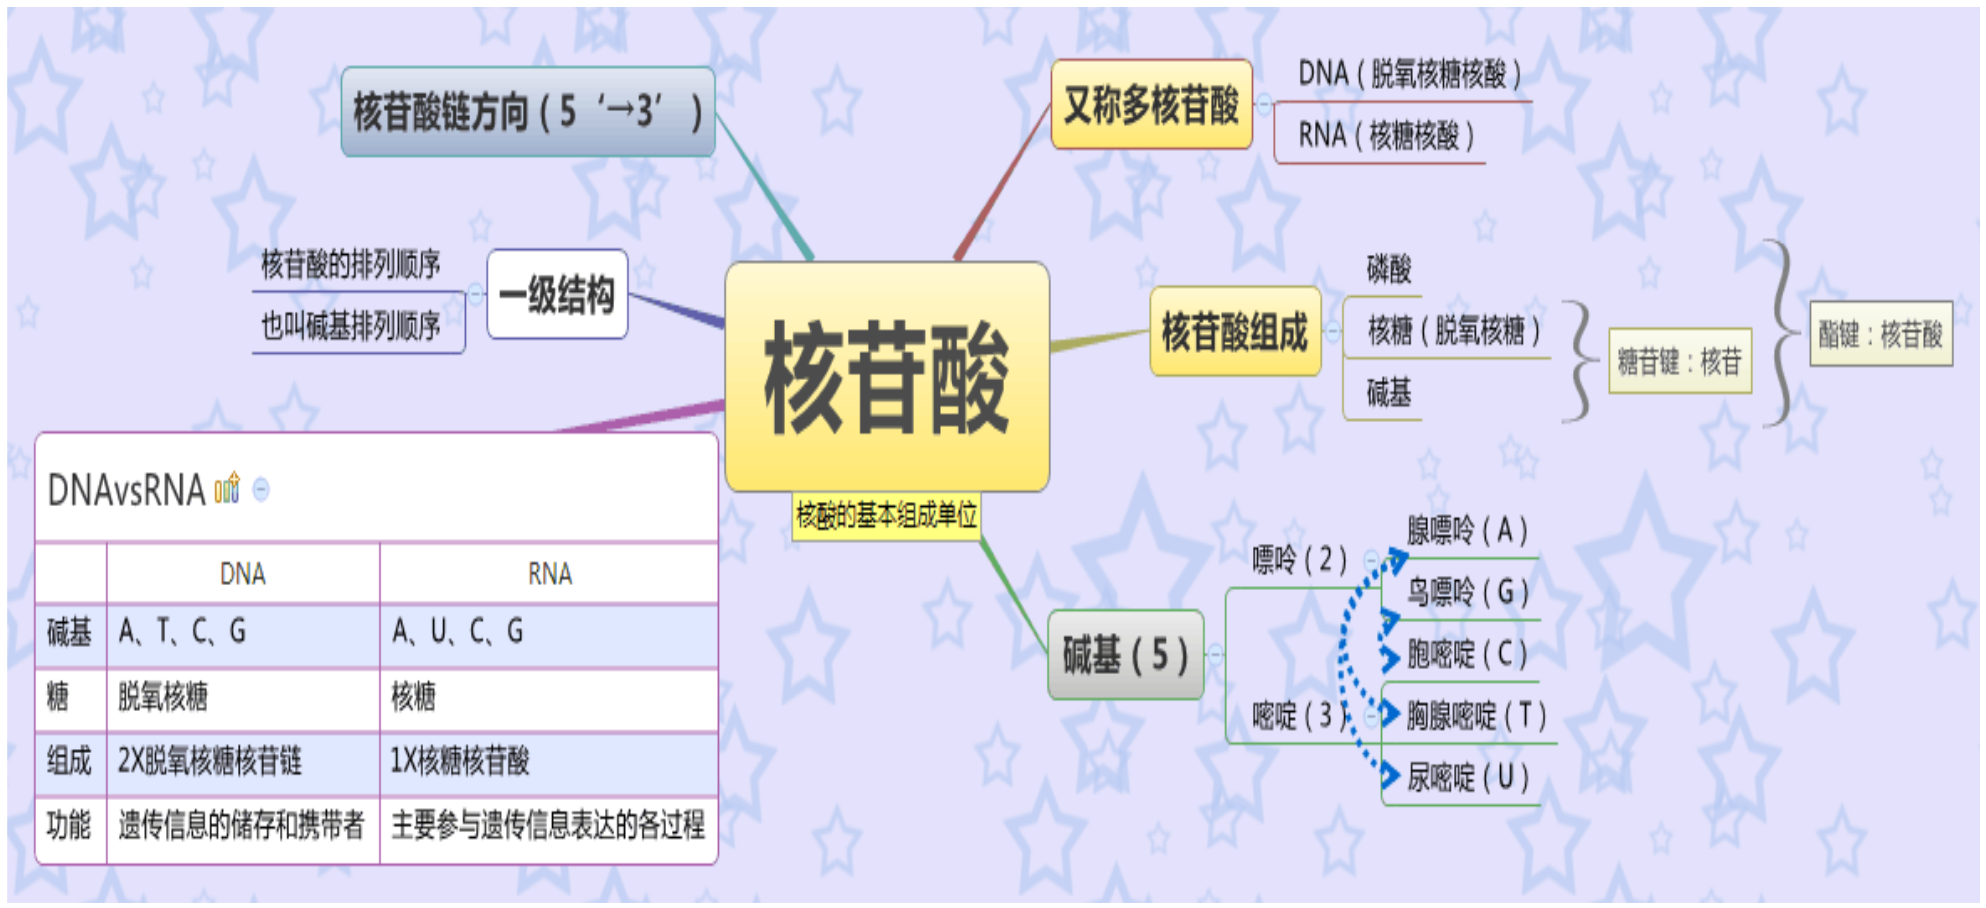 核苷酸链方向（5‘→3’）
又称多核苷酸
DNA（脱氧核糖核酸）
RNA（核糖核酸）
一级结构
核苷酸的排列顺序
也叫碱基排列顺序
核苷酸
核酸的基本组成单位
核苷酸组成
磷酸
核糖（脱氧核糖）
碱基
糖苷键：核苷
酯键：核苷酸
DNAvsRNA
DNA RNA
碱基 A、T、C、G A、U、C、G
糖 脱氧核糖 核糖
组成 2X脱氧核糖核苷链 1X核糖核苷酸
功能 遗传信息的储存和携带者 主要参与遗传信息表达的各过程
碱基（5）
嘌呤（2）
腺嘌呤（A）
鸟嘌呤（G）
嘧啶（3）
胞嘧啶（C）
胸腺嘧啶（T）
尿嘧啶（U）